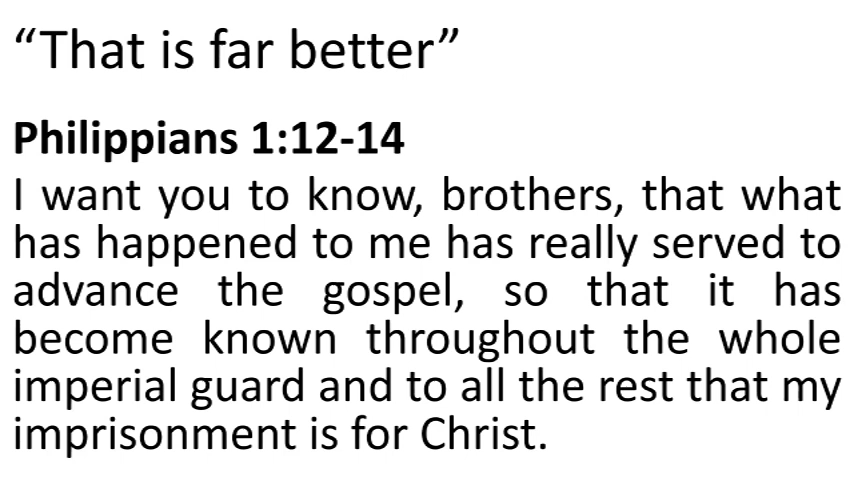 “That is far better”
Philippians 1:12-14
I want you to know, brothers, that what
has happened to me has really served to
advance the gospel, so that it has
become known throughout the whole
imperial guard and to all the rest that my
imprisonment is for Christ.